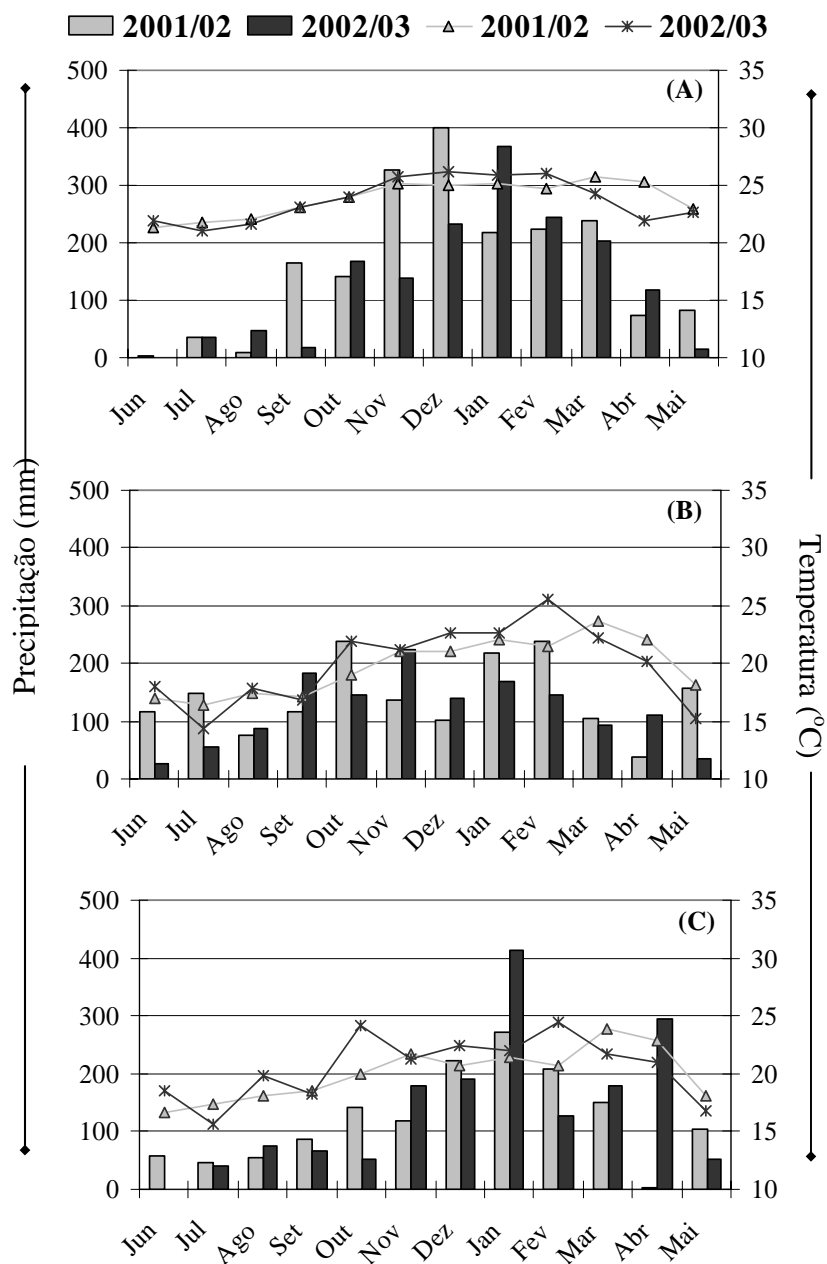 2001/02 2002/03 2001/02 2002/03
Precipitação (mm)
Temperatura (°C)
(A)
500 35
400 30
300 25
200 20
100 15
0 10
Jun Jul Ago Set Out Nov Dez Jan Fev Mar Abr Mai
(B)
500 35
400 30
300 25
200 20
100 15
0 10
Jun Jul Ago Set Out Nov Dez Jan Fev Mar Abr Mai
(C)
500 35
400 30
300 25
200 20
100 15
0 10
Jun Jul Ago Set Out Nov Dez Jan Fev Mar Abr Mai